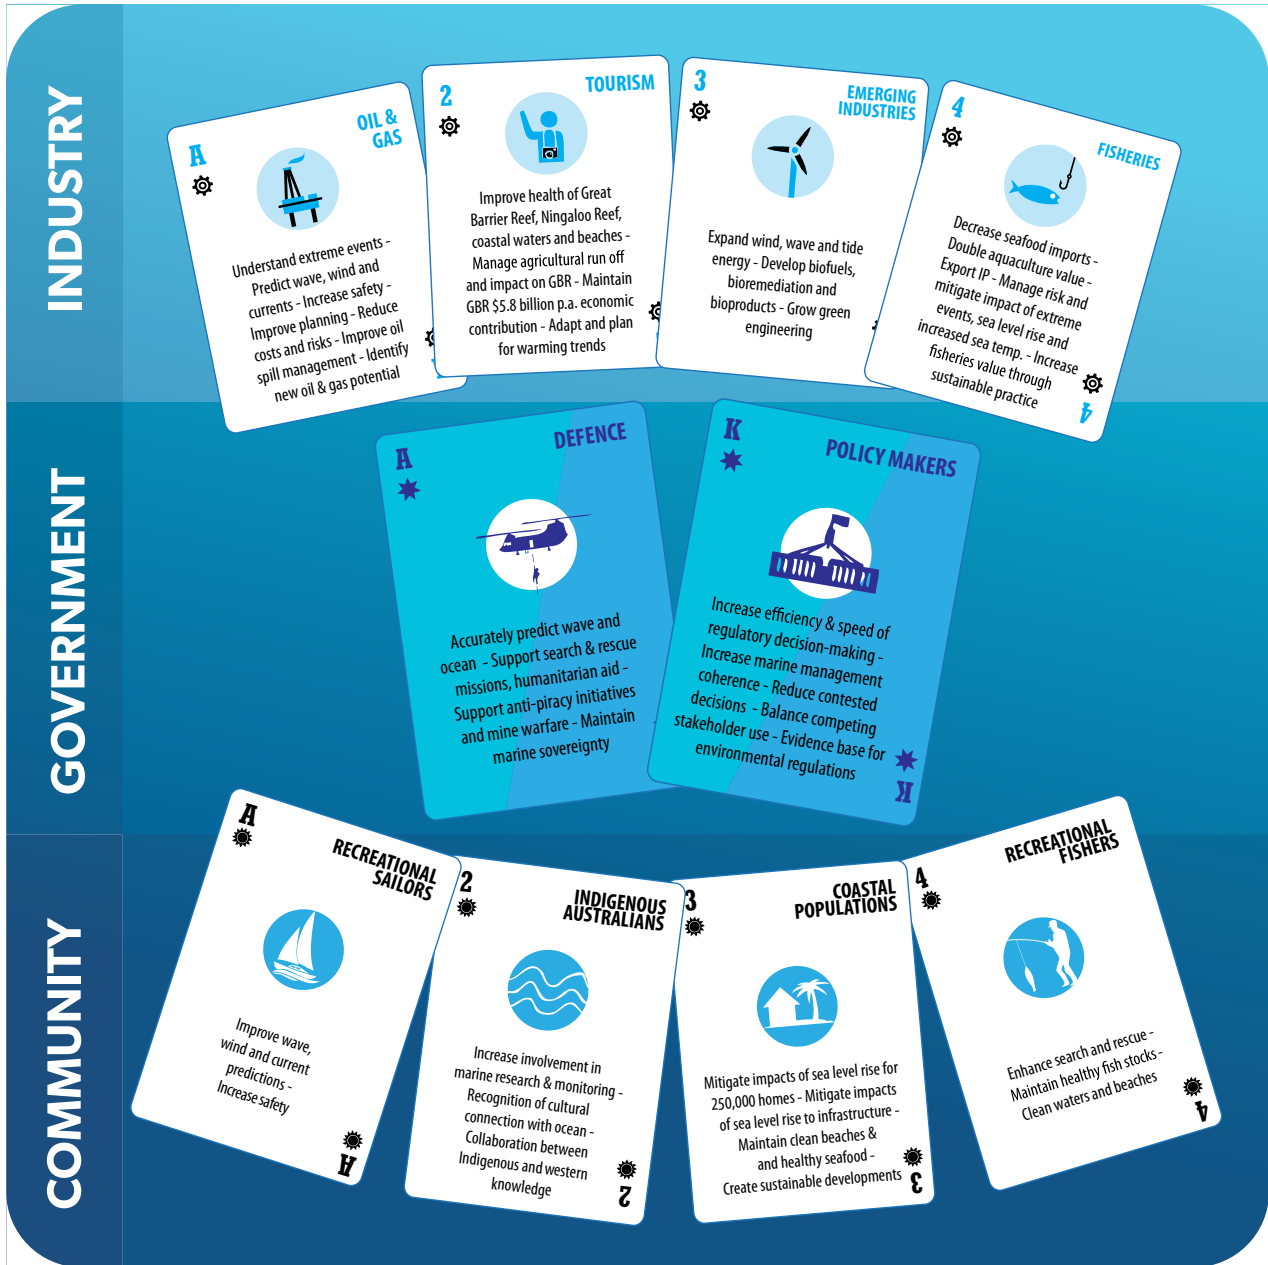 INDUSTRY
A
OIL &
GAS
Understand extreme events -
Predict wave, wind and
currents - Increase safety -
Improve planning - Reduce
costs and risks - Improve oil
spill management - Identify
new oil & gas potential
2
TOURISM
Improve health of Great
Barrier Reef, Ningaloo Reef,
coastal waters and beaches -
Manage agricultural run off
and impact on GBR - Maintain
GBR $5.8 billion p.a. economic
contribution - Adapt and plan
for warming trends
3
EMERGING
INDUSTRIES
Expand wind, wave and tide
energy - Develop biofuels,
bioremediation and
bioproducts - Grow green
engineering
4
FISHERIES
Decrease seafood imports -
Double aquaculture value -
Export IP - Manage risk and
mitigate impact of extreme
events, sea level rise and
increased sea temp. - Increase
fisheries value through
sustainable practice
4
GOVERNMENT
A
DEFENCE
Accurately predict wave and
ocean - Support search & rescue
missions, humanitarian aid -
Support anti-piracy initiatives
and mine warfare - Maintain
marine sovereignty
K
POLICY MAKERS
Increase efficiency & speed of
regulatory decision-making -
Increase marine management
coherence - Reduce contested
decisions - Balance competing
stakeholder use - Evidence base for
environmental regulations
K
COMMUNITY
A
RECREATIONAL
SAILORS
Improve wave,
wind and current
predictions -
Increase safety
A
2
INDIGENOUS
AUSTRALIANS
Increase involvement in
marine research & monitoring -
Recognition of cultural
connection with ocean -
Collaboration between
Indigenous and western
knowledge
2
3
COASTAL
POPULATIONS
Mitigate impacts of sea level rise for
250,000 homes - Mitigate impacts
of sea level rise to infrastructure -
Maintain clean beaches &
and healthy seafood -
Create sustainable developments
3
4
RECREATIONAL
FISHERS
Enhance search and rescue -
Maintain healthy fish stocks -
Clean waters and beaches
4